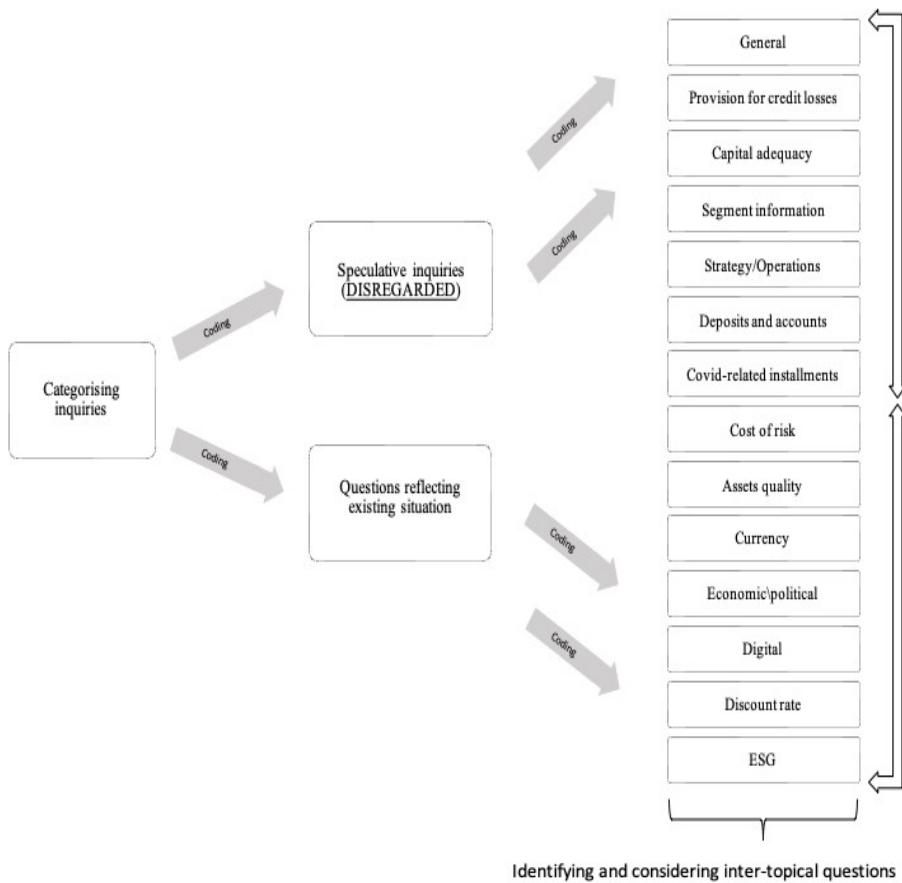 General
Provision for credit losses
Coding
Capital adequacy
Segment information
Coding
Speculative inquiries
(DISREGARDED)
Strategy/Operations
Deposits and accounts
Coding
Covid-related installments
Categorising
inquiries
Cost of risk
Coding
Assets quality
Questions reflecting
existing situation
Currency
Coding
Economic\political
Digital
Coding
Discount rate
ESG
Identifying and considering inter-topical questions